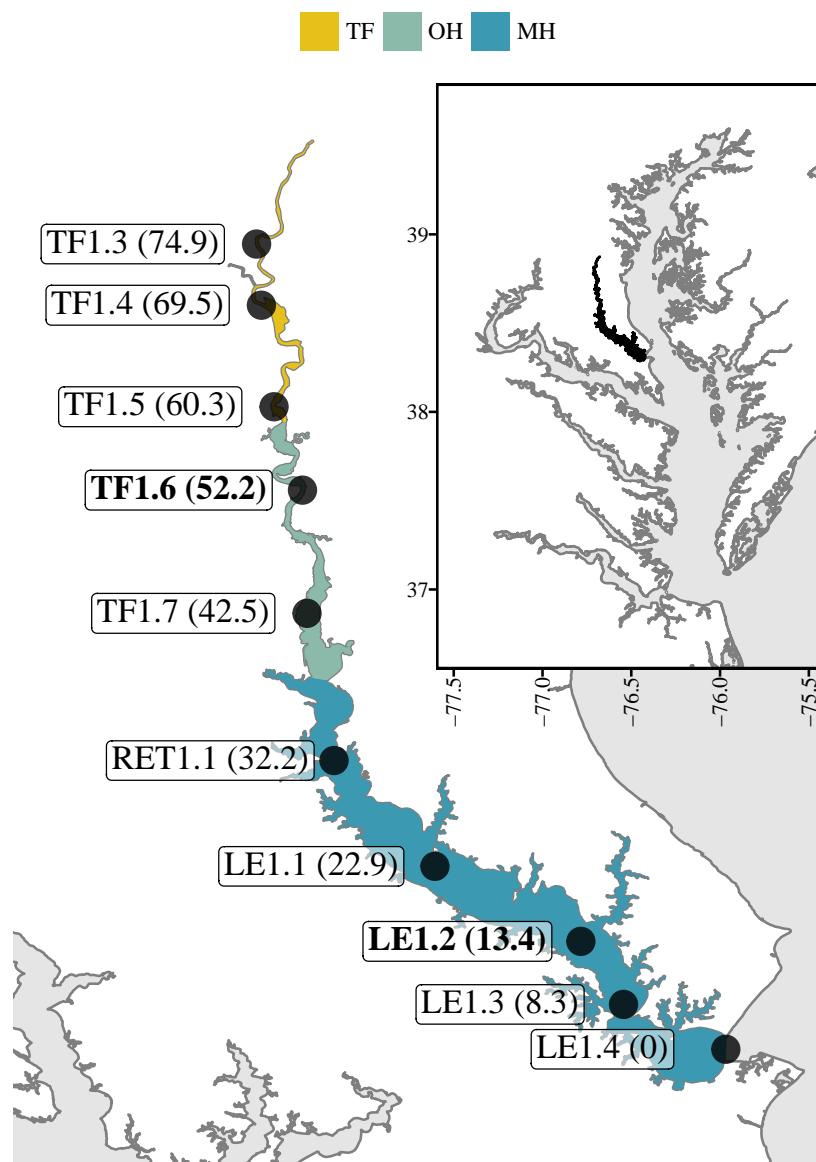 TF OH MH
TF1.3 (74.9)
TF1.4 (69.5)
TF1.5 (60.3)
TF1.6 (52.2)
TF1.7 (42.5)
RET1.1 (32.2)
LE1.1 (22.9)
LE1.2 (13.4)
LE1.3 (8.3)
LE1.4 (0)
39
38
37
−77.5
−77.0
−76.5
−76.0
−75.5